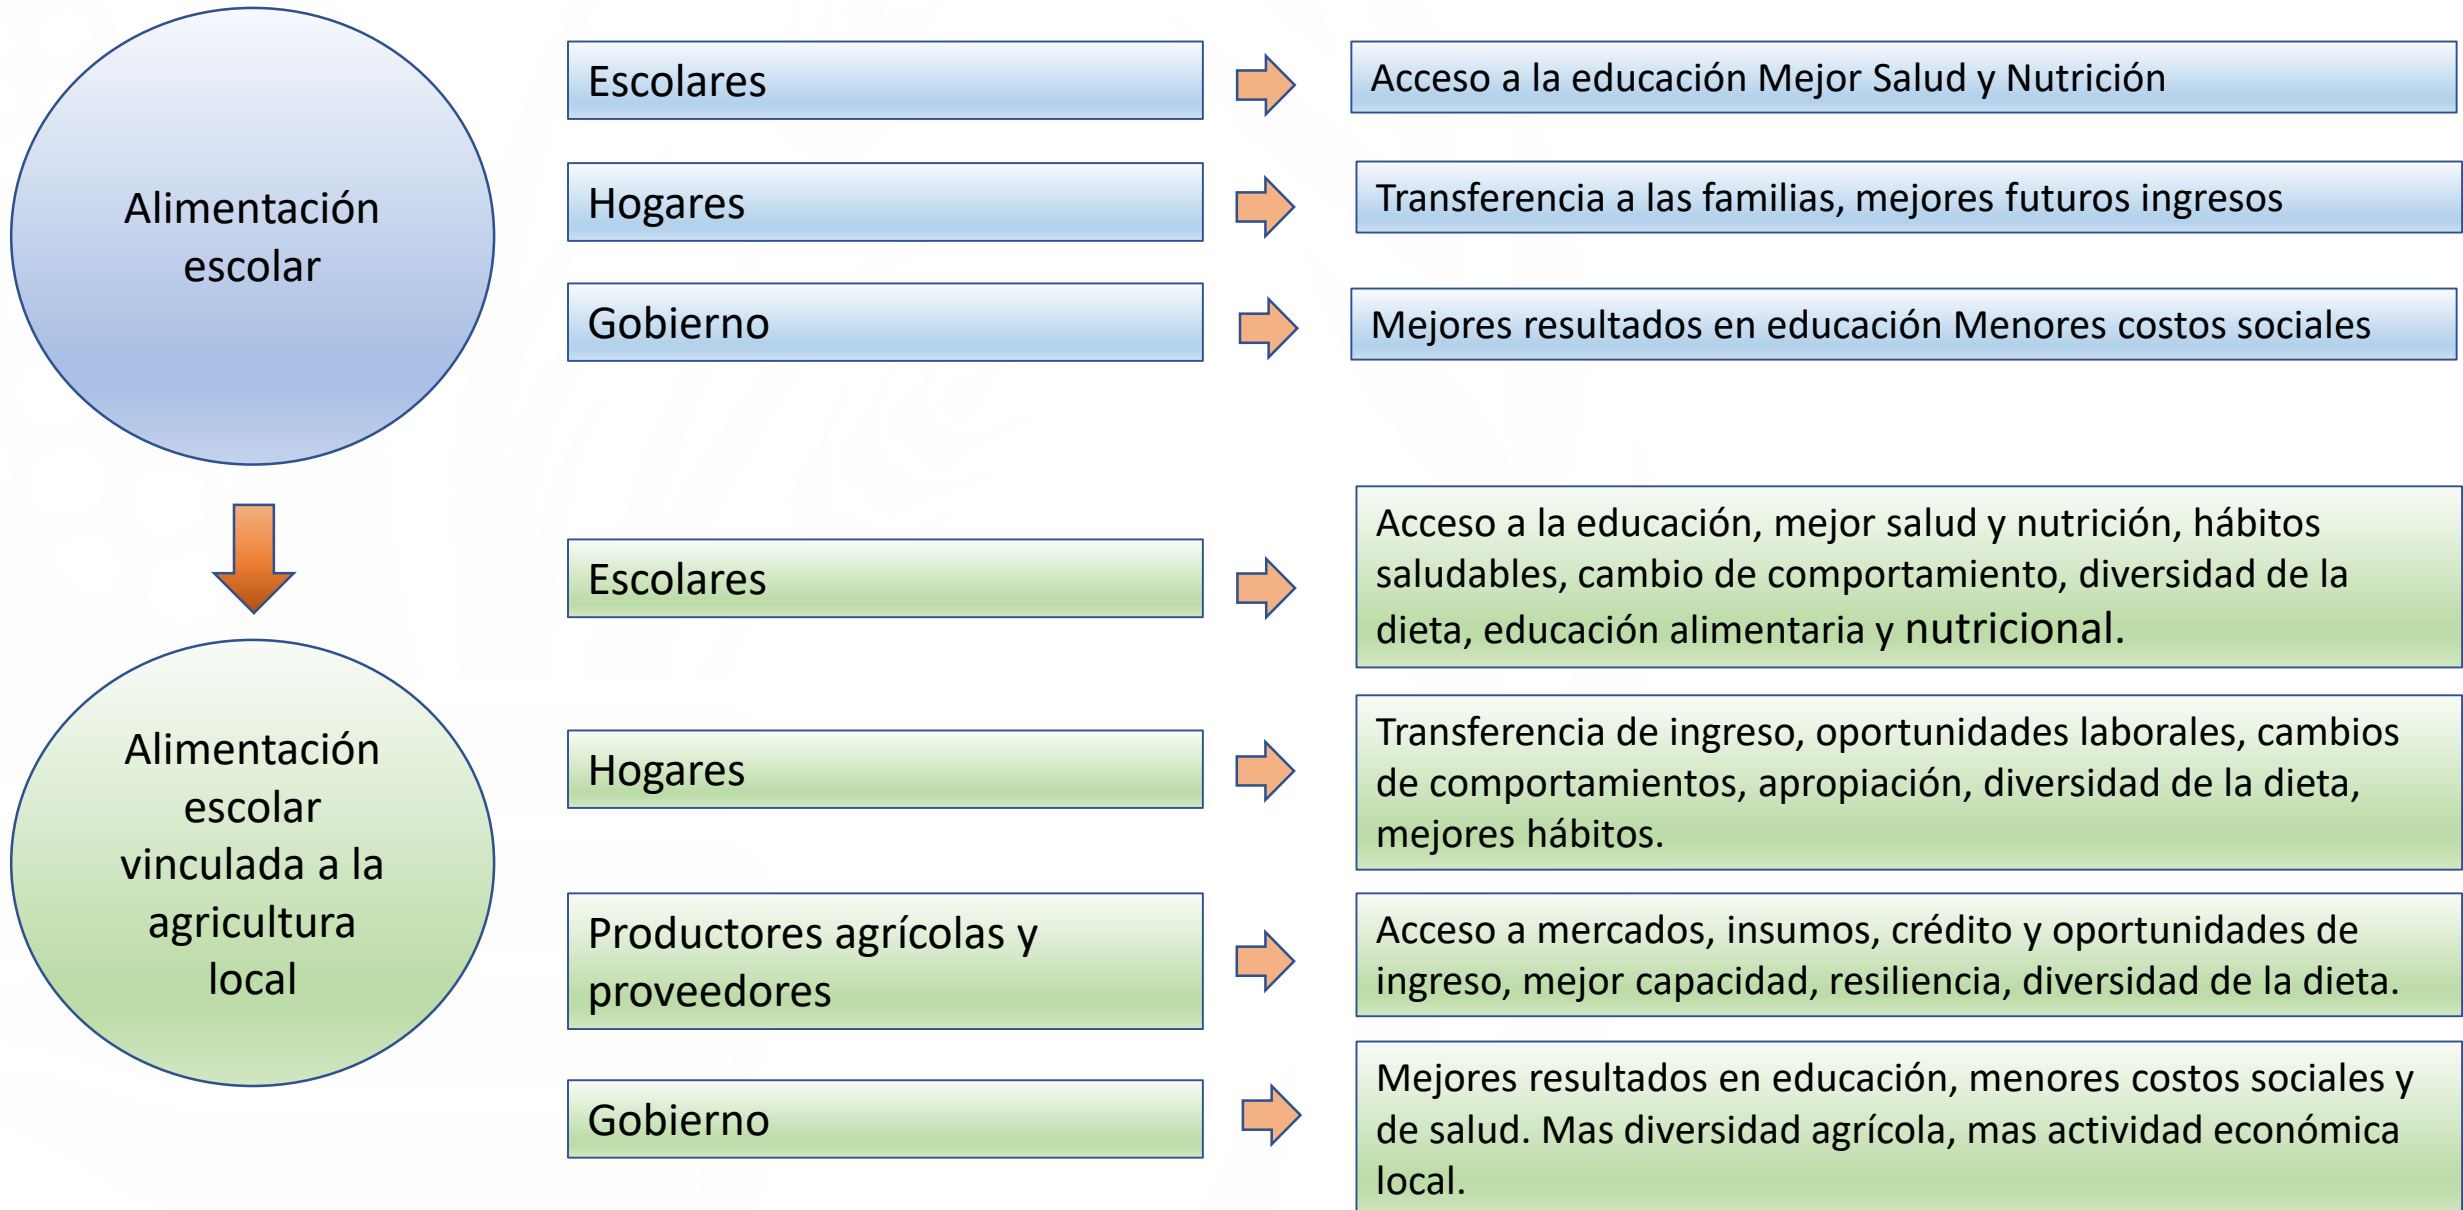 Alimentación
escolar
Escolares
Acceso a la educación Mejor Salud y Nutrición
Hogares
Transferencia a las familias, mejores futuros ingresos
Gobierno
Mejores resultados en educación Menores costos sociales
Alimentación
escolar
vinculada a la
agricultura
local
Escolares
Acceso a la educación, mejor salud y nutrición, hábitos
saludables, cambio de comportamiento, diversidad de la
dieta, educación alimentaria y nutricional.
Hogares
Transferencia de ingreso, oportunidades laborales, cambios
de comportamientos, apropiación, diversidad de la dieta,
mejores hábitos.
Productores agrícolas y
proveedores
Acceso a mercados, insumos, crédito y oportunidades de
ingreso, mejor capacidad, resiliencia, diversidad de la dieta.
Gobierno
Mejores resultados en educación, menores costos sociales y
de salud. Mas diversidad agrícola, mas actividad económica
local.